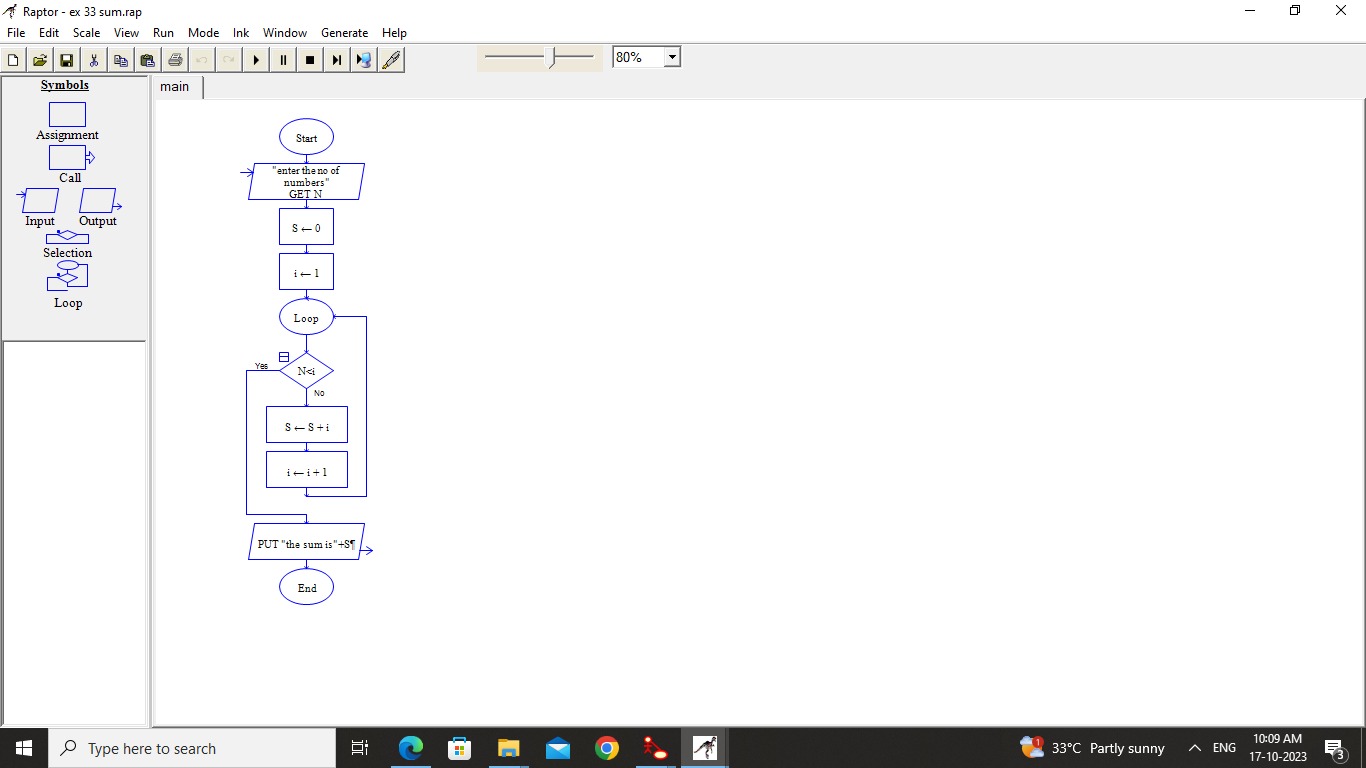 Raptor - ex 33 sum.rap
File Edit Scale View Run Mode Ink Window Generate Help
80%
Symbols
Assignment
Call
Input Output
Selection
Loop
main
Start
"enter the no of
numbers"
GET N
S ← 0
i ← 1
Loop
Yes
N<i
No
S ← S + i
i ← i + 1
PUT "the sum is"+S¶
End
Type here to search
1
33°C Partly sunny
ENG
10:09 AM
17-10-2023
3